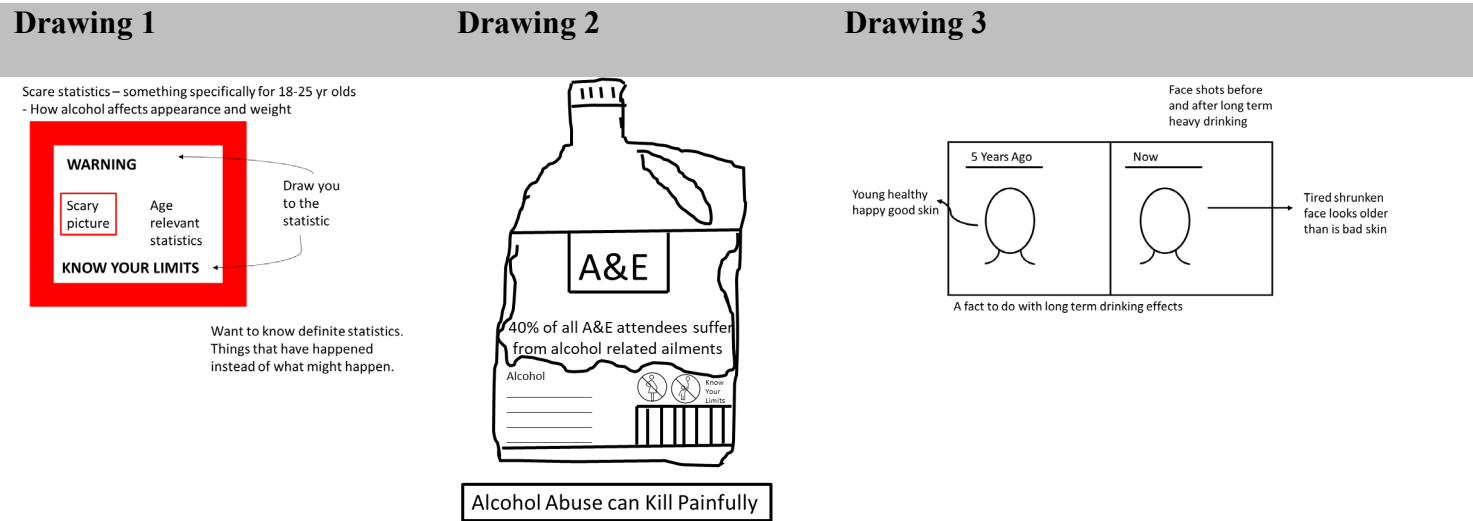 Drawing 1
Drawing 2
Drawing 3
Scare statistics – something specifically for 18-25 yr olds
- How alcohol affects appearance and weight
WARNING
Scary
picture
Age
relevant
statistics
KNOW YOUR LIMITS
Draw you
to the
statistic
Want to know definite statistics.
Things that have happened
instead of what might happen.
A&E
40% of all A&E attendees suffer
from alcohol related ailments
Alcohol
Know
Your
Limits
Alcohol Abuse can Kill Painfully
Face shots before
and after long term
heavy drinking
5 Years Ago
Now
Young healthy
happy good skin
Tired shrunken
face looks older
than is bad skin
A fact to do with long term drinking effects